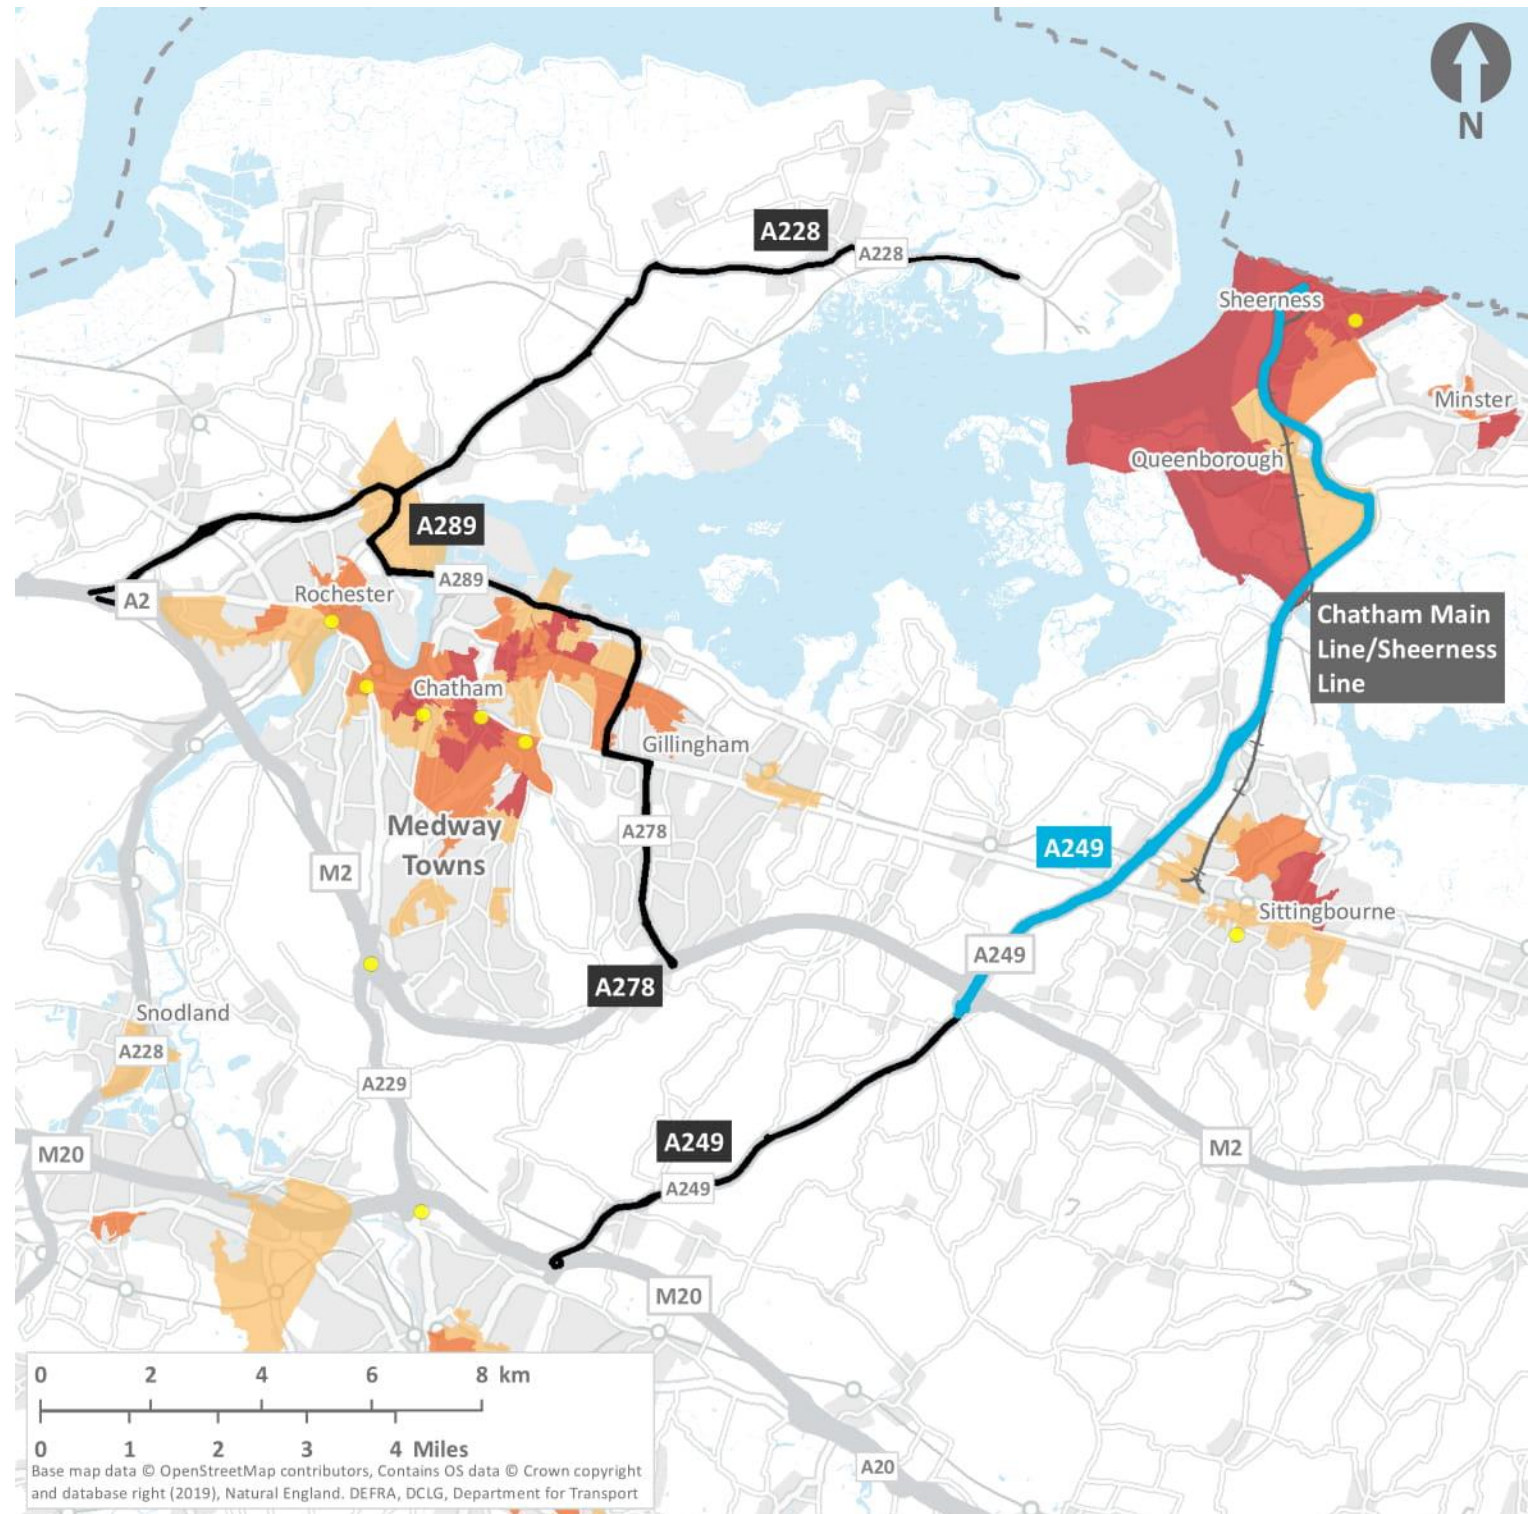 N
A228
A228
Sheerness
Minster
Queenborough
A289
A289
A2
Rochester
Chatham Main
Line/Sheerness
Line
Chatham
Gillingham
A278
Medway
Towns
A249
M2
Sittingbourne
A249
A278
Snodland
A228
A229
A249
M20
M2
A249
M20
0 2 4 6 8 km
0 1 2 3 4 Miles
A20
Base map data © OpenStreetMap contributors, Contains OS data © Crown copyright
and database right (2019), Natural England. DEFRA, DCLG, Department for Transport